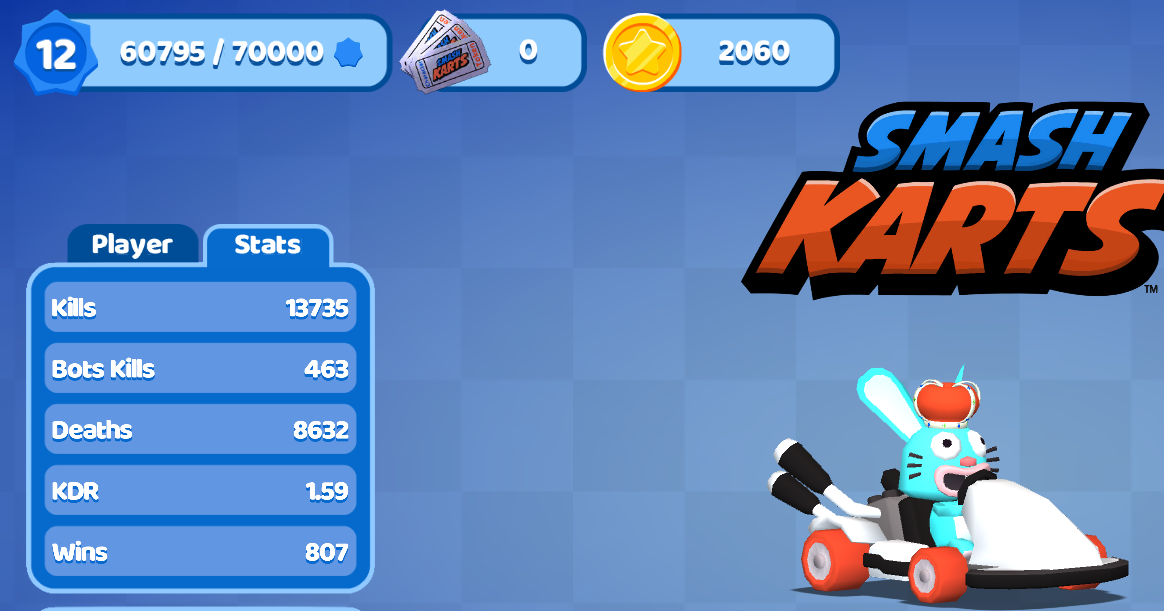 12 60795 / 70000 0 2060
SMASH
KARTS
TM
Player Stats
Kills 13735
Bots Kills 463
Deaths 8632
KDR 1.59
Wins 807